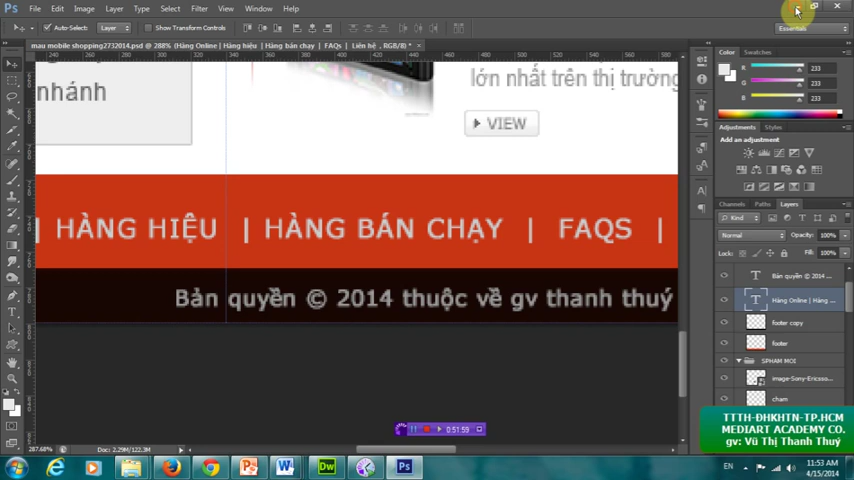 Ps File Edit Image Layer Type Select Filter View Window Help
Auto-Select: Layer Show Transform Controls Essentials
mau mobile shopping2732014.psd @ 288% (Hàng Online | Hàng hiệu | Hàng bán chạy | FAQs | Liên hệ, RGB/8) *
Color Swatches
R 233
G 233
B 233
Adjustments Styles
Add an adjustment
Channels Paths Layers
Kind
Normal Opacity: 100%
Lock: Fill: 100%
T Bản quyền © 2014 ...
T Hàng Online | Hàng ...
footer copy
footer
SPHAM MOI
image-Sony-Ericsso...
cham
nhánh
lớn nhất trên thị trường
VIEW
| HÀNG HIỆU | HÀNG BÁN CHẠY | FAQS |
Bản quyền © 2014 thuộc về gv thanh thuý
0:51:59
TTTH-ĐHKHTN-TP.HCM
MEDIART ACADEMY CO.
gv: Vũ Thị Thanh Thuý
287.68% Doc: 2.29M/122.3M
EN 11:53 AM
4/15/2014